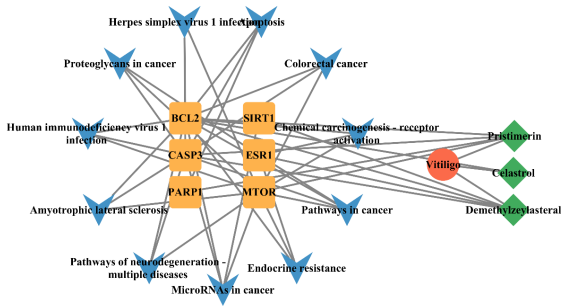 Herpes simplex virus 1 infection
Apoptosis
Proteoglycans in cancer
Colorectal cancer
BCL2
SIRT1
Human immunodeficiency virus 1
infection
Chemical carcinogenesis - receptor
activation
Pristimerin
CASP3
ESR1
Vitiligo
Celastrol
PARP1
MTOR
Amyotrophic lateral sclerosis
Pathways in cancer
Demethylzeylasteral
Pathways of neurodegeneration -
multiple diseases
Endocrine resistance
MicroRNAs in cancer